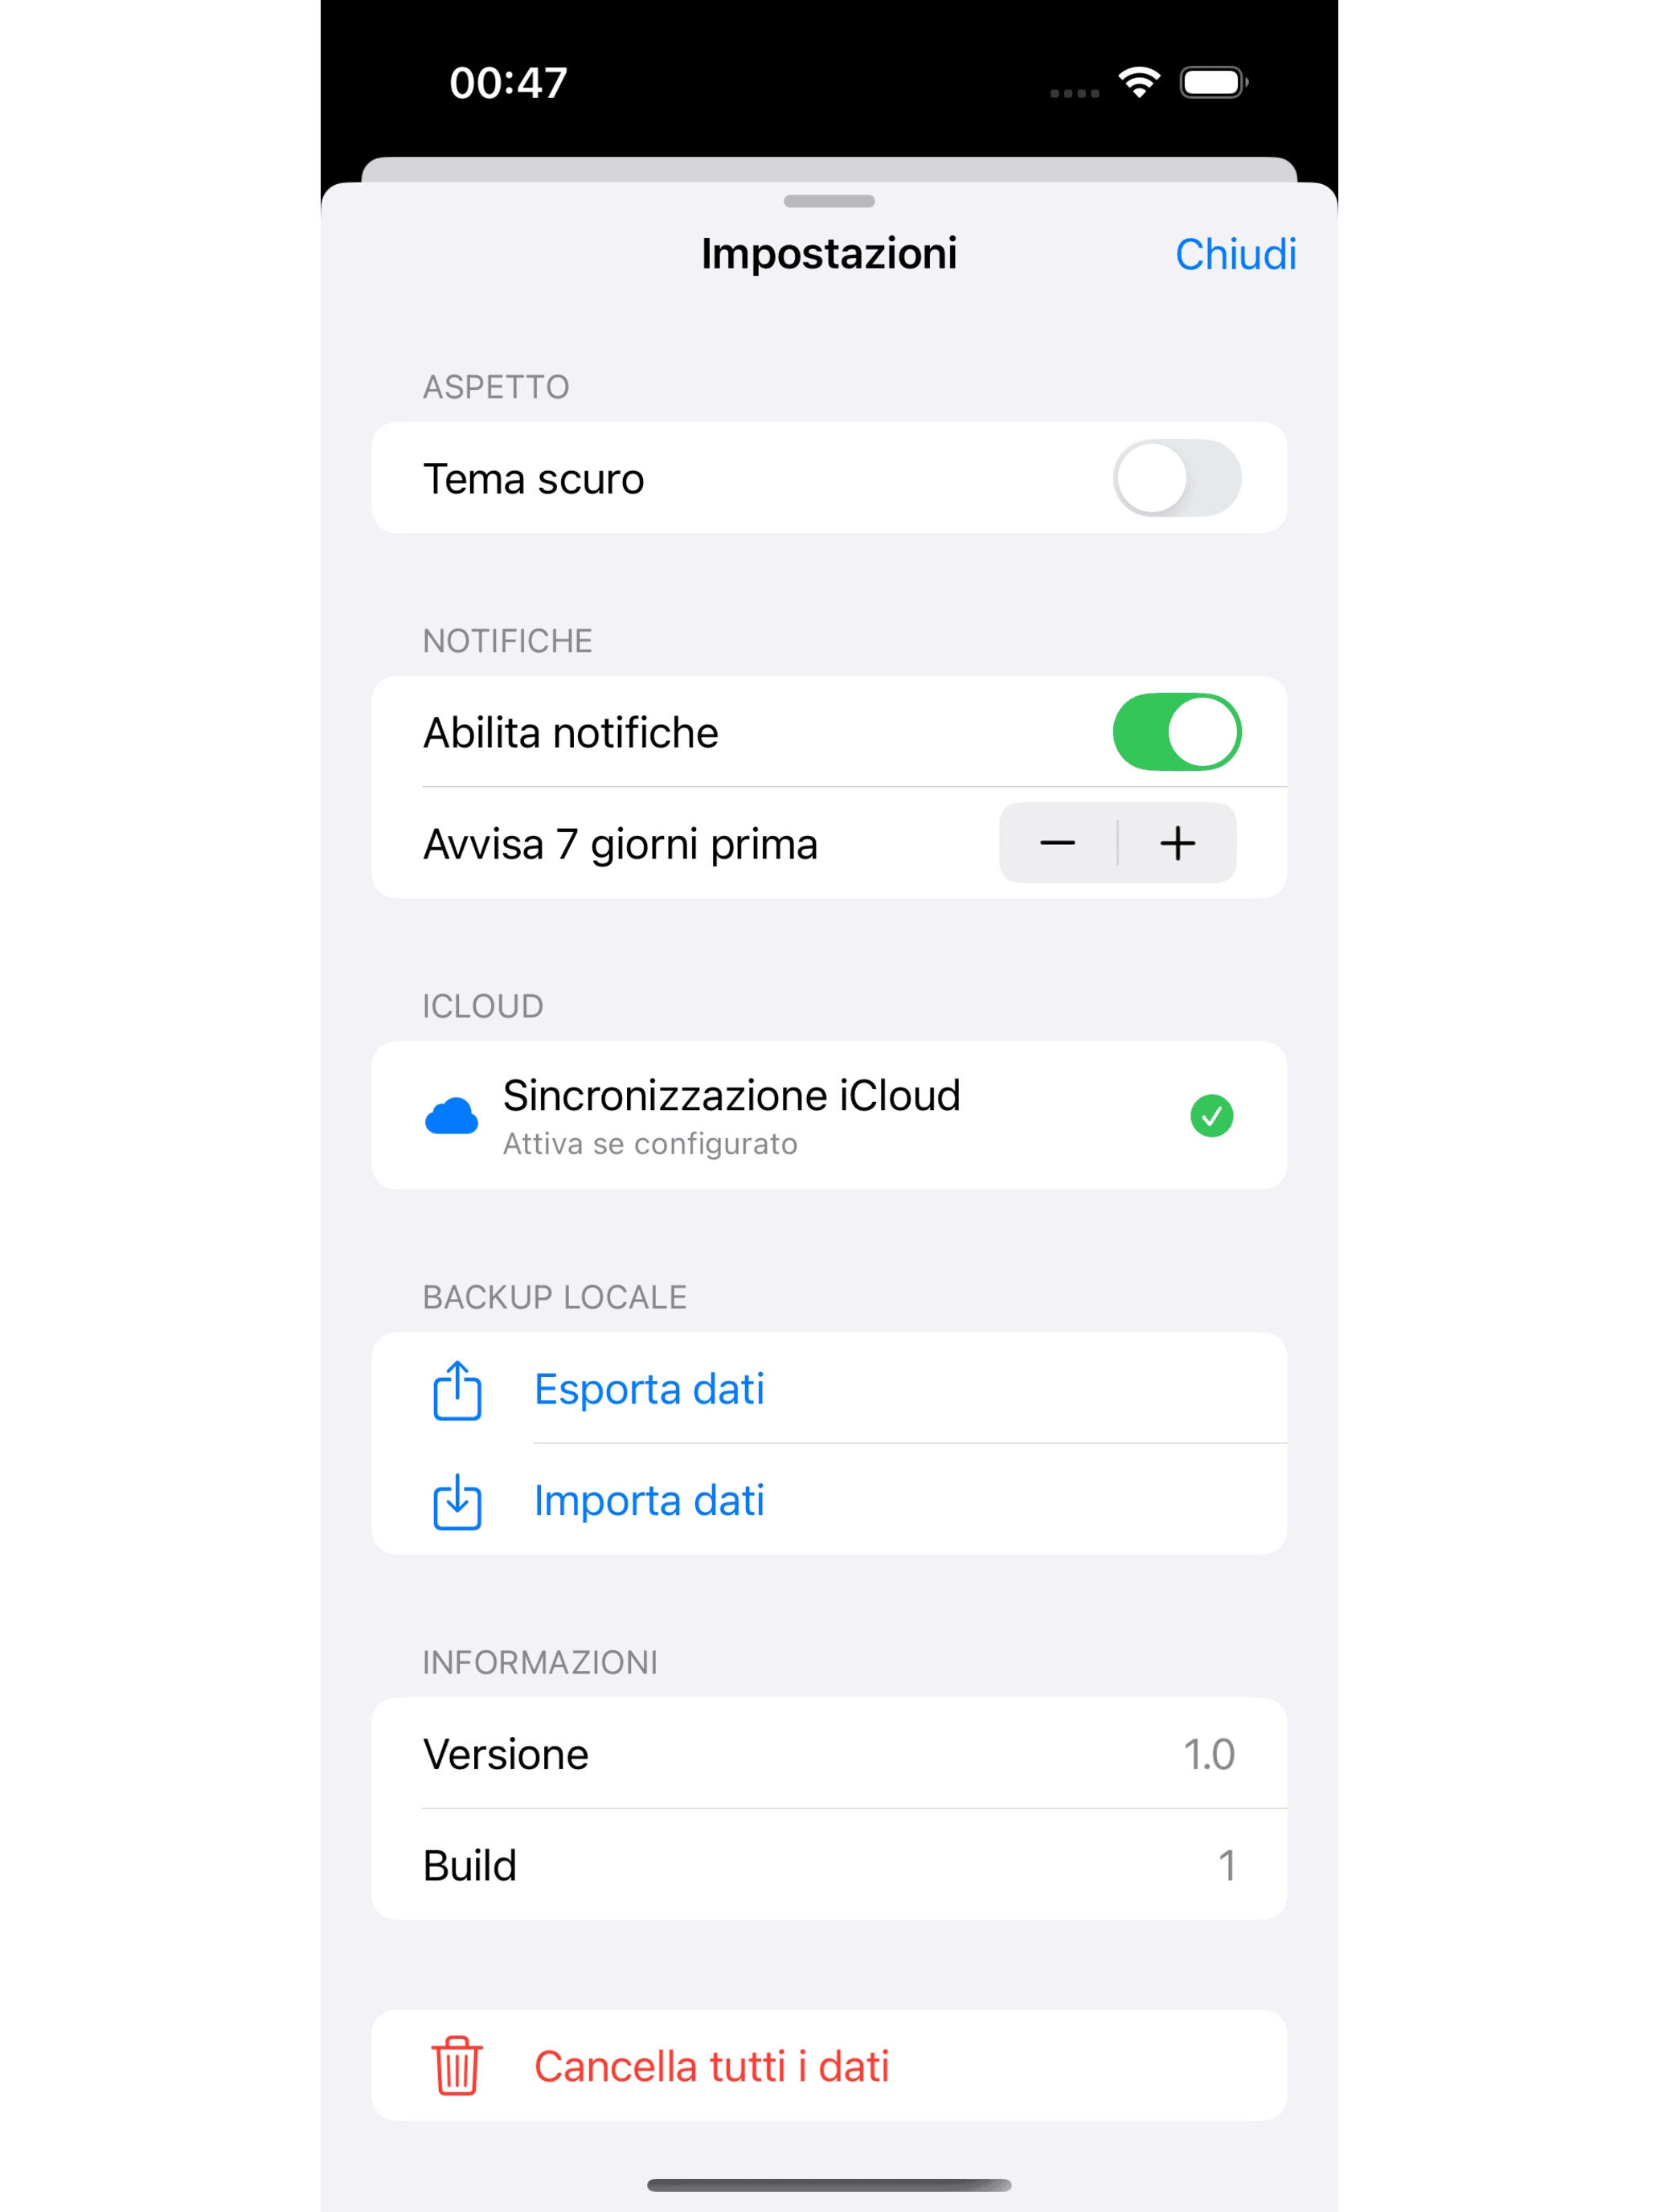 00:47
Impostazioni
Chiudi
ASPETTO
Tema scuro
NOTIFICHE
Abilita notifiche
Avvisa 7 giorni prima
ICLOUD
Sincronizzazione iCloud
Attiva se configurato
BACKUP LOCALE
Esporta dati
Importa dati
INFORMAZIONI
Versione 1.0
Build 1
Cancella tutti i dati